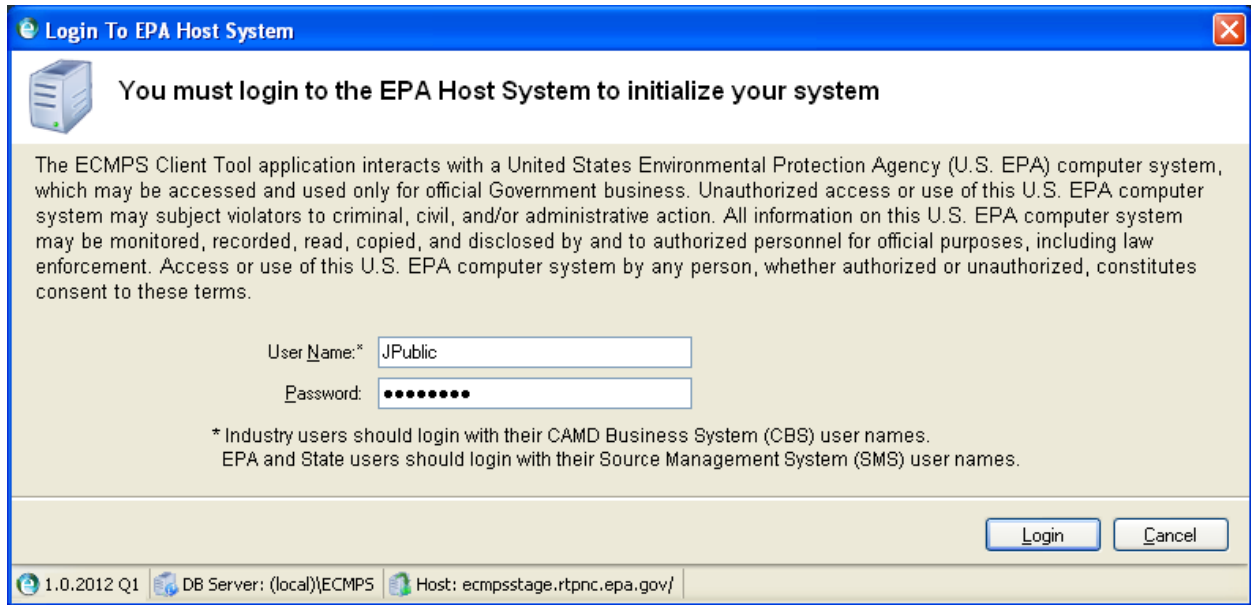 Login To EPA Host System
You must login to the EPA Host System to initialize your system
The ECMPS Client Tool application interacts with a United States Environmental Protection Agency (U.S. EPA) computer system,
which may be accessed and used only for official Government business. Unauthorized access or use of this U.S. EPA computer
system may subject violators to criminal, civil, and/or administrative action. All information on this U.S. EPA computer system
may be monitored, recorded, read, copied, and disclosed by and to authorized personnel for official purposes, including law
enforcement. Access or use of this U.S. EPA computer system by any person, whether authorized or unauthorized, constitutes
consent to these terms.
User Name:* JPublic
Password: ●●●●●●●●
* Industry users should login with their CAMD Business System (CBS) user names.
EPA and State users should login with their Source Management System (SMS) user names.
Login Cancel
1.0.2012 Q1 DB Server: (local)\ECMPS Host: ecmpsstage.rtpnc.epa.gov/